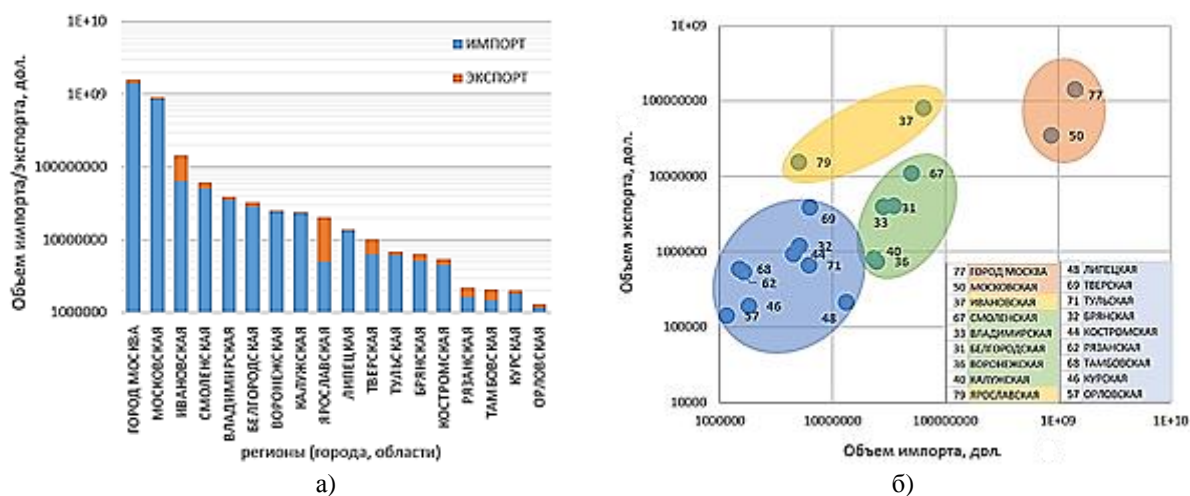 1E+10
1E+09
100000000
10000000
1000000
Объем импорта/экспорта, дол.
ИМПОРТ
ЭКСПОРТ
ГОРОД МОСКВА
МОСКОВСКАЯ
ИВАНОВСКАЯ
СМОЛЕНСКАЯ
ВЛАДИМИРСКАЯ
БЕЛГОРОДСКАЯ
ВОРОНЕЖСКАЯ
КАЛУЖСКАЯ
ЯРОСЛАВСКАЯ
ЛИПЕЦКАЯ
ТВЕРСКАЯ
ТУЛЬСКАЯ
БРЯНСКАЯ
КОСТРОМСКАЯ
РЯЗАНСКАЯ
ТАМБОВСКАЯ
КУРСКАЯ
ОРЛОВСКАЯ
регионы (города, области)
а)
1E+09
100000000
10000000
1000000
100000
10000
Объем экспорта, дол.
77
50
37
79
67
31
33
40
36
69
32
44
71
68
62
46
57
48
77 ГОРОД МОСКВА
50 МОСКОВСКАЯ
37 ИВАНОВСКАЯ
67 СМОЛЕНСКАЯ
33 ВЛАДИМИРСКАЯ
31 БЕЛГОРОДСКАЯ
36 ВОРОНЕЖСКАЯ
40 КАЛУЖСКАЯ
79 ЯРОСЛАВСКАЯ
48 ЛИПЕЦКАЯ
69 ТВЕРСКАЯ
71 ТУЛЬСКАЯ
32 БРЯНСКАЯ
44 КОСТРОМСКАЯ
62 РЯЗАНСКАЯ
68 ТАМБОВСКАЯ
46 КУРСКАЯ
57 ОРЛОВСКАЯ
1000000 10000000 100000000 1E+09 1E+10
Объем импорта, дол.
б)